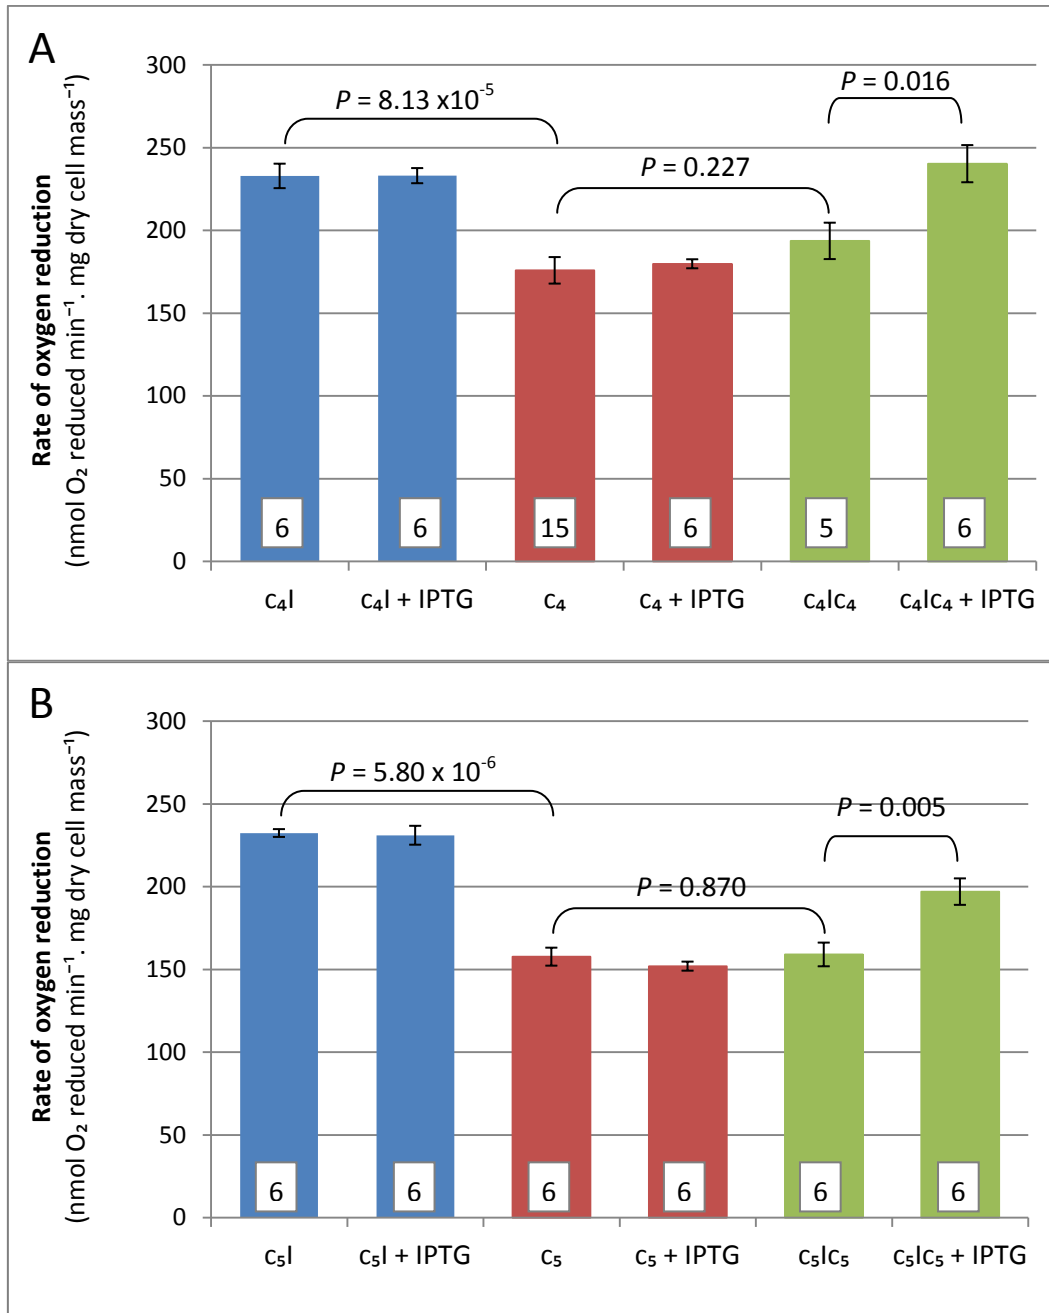 A
Rate of oxygen reduction
(nmol O₂ reduced min⁻¹. mg dry cell mass⁻¹)
300
250
200
150
100
50
0
P = 8.13 x10⁻⁵
P = 0.227
P = 0.016
6 6 15 6 5 6
c₄I c₄I + IPTG c₄ c₄ + IPTG c₄Ic₄ c₄Ic₄ + IPTG
B
Rate of oxygen reduction
(nmol O₂ reduced min⁻¹. mg dry cell mass⁻¹)
300
250
200
150
100
50
0
P = 5.80 x 10⁻⁶
P = 0.870
P = 0.005
6 6 6 6 6 6
c₅I c₅I + IPTG c₅ c₅ + IPTG c₅Ic₅ c₅Ic₅ + IPTG